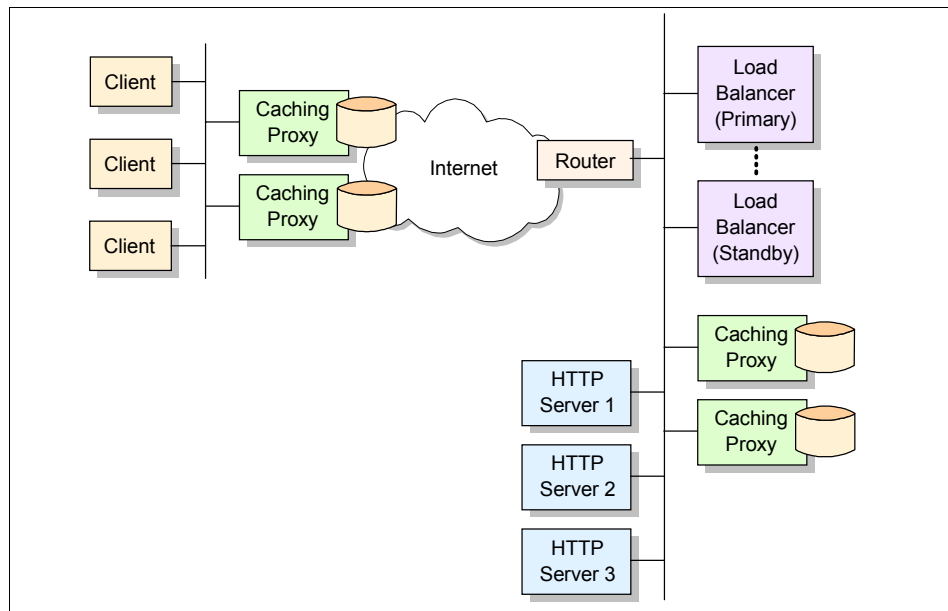 Client
Client
Client
Caching
Proxy
Caching
Proxy
Internet
Router
Load
Balancer
(Primary)
Load
Balancer
(Standby)
Caching
Proxy
Caching
Proxy
HTTP
Server 1
HTTP
Server 2
HTTP
Server 3